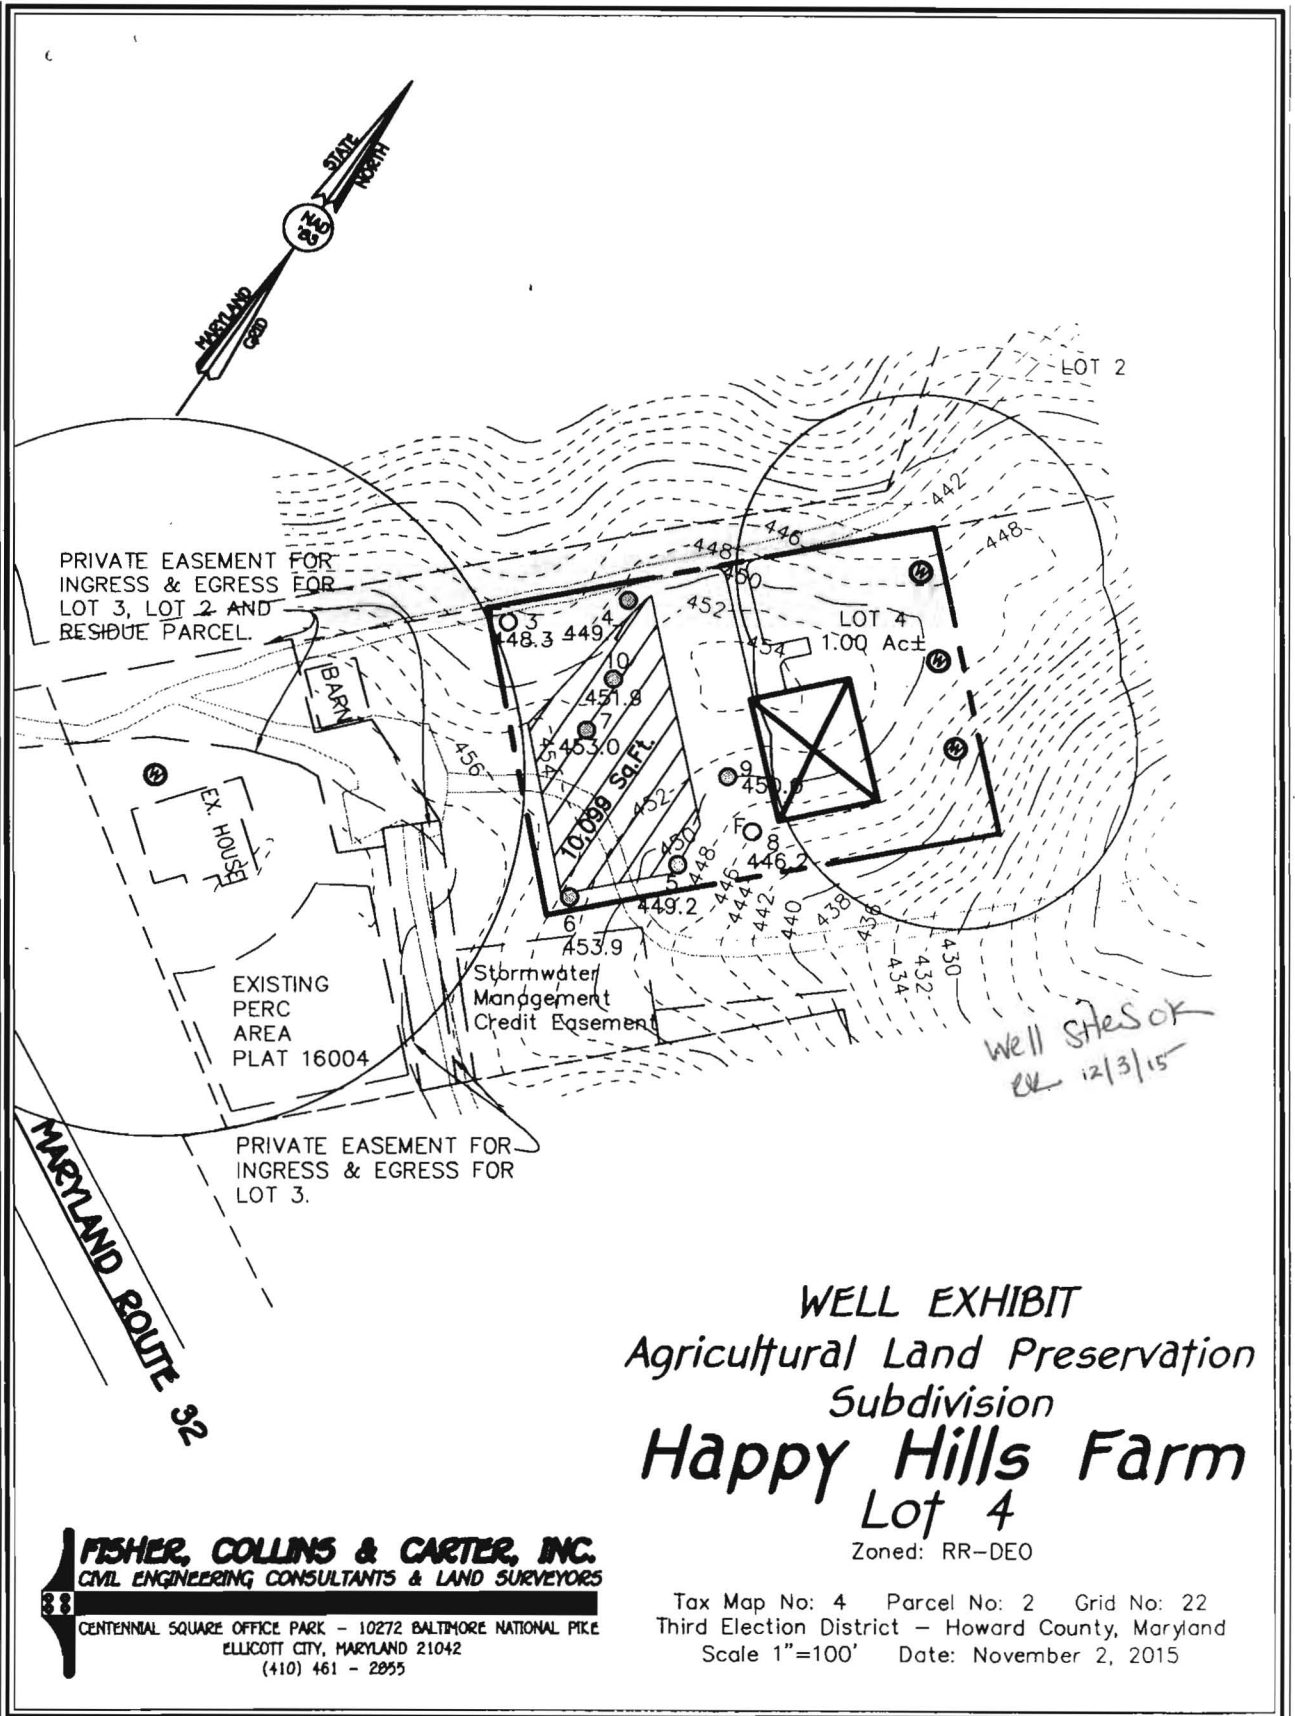 STATE
NORTH
NAD
'83
MARYLAND
GRID
LOT 2
442
446
448
448
450
PRIVATE EASEMENT FOR
INGRESS & EGRESS FOR
LOT 3, LOT 2 AND
RESIDUE PARCEL.
3
448.3
4
449.7
452
454
LOT 4
1.00 Ac±
W
W
W
W
BARN
10
451.9
7
453.0
454
456
10,099 Sq.Ft.
452
9
EX. HOUSE
F
8
446.2
450
448
5
449.2
446
444
442
440
438
436
434
432
430
6
453.9
Stormwater
Management
Credit Easement
EXISTING
PERC
AREA
PLAT 16004
Well Sites OK
12/3/15
PRIVATE EASEMENT FOR
INGRESS & EGRESS FOR
LOT 3.
MARYLAND ROUTE 32
WELL EXHIBIT
Agricultural Land Preservation
Subdivision
Happy Hills Farm
Lot 4
Zoned: RR-DEO
FISHER, COLLINS & CARTER, INC.
CIVIL ENGINEERING CONSULTANTS & LAND SURVEYORS
CENTENNIAL SQUARE OFFICE PARK - 10272 BALTIMORE NATIONAL PIKE
ELLICOTT CITY, MARYLAND 21042
(410) 461 - 2855
Tax Map No: 4 Parcel No: 2 Grid No: 22
Third Election District - Howard County, Maryland
Scale 1"=100' Date: November 2, 2015